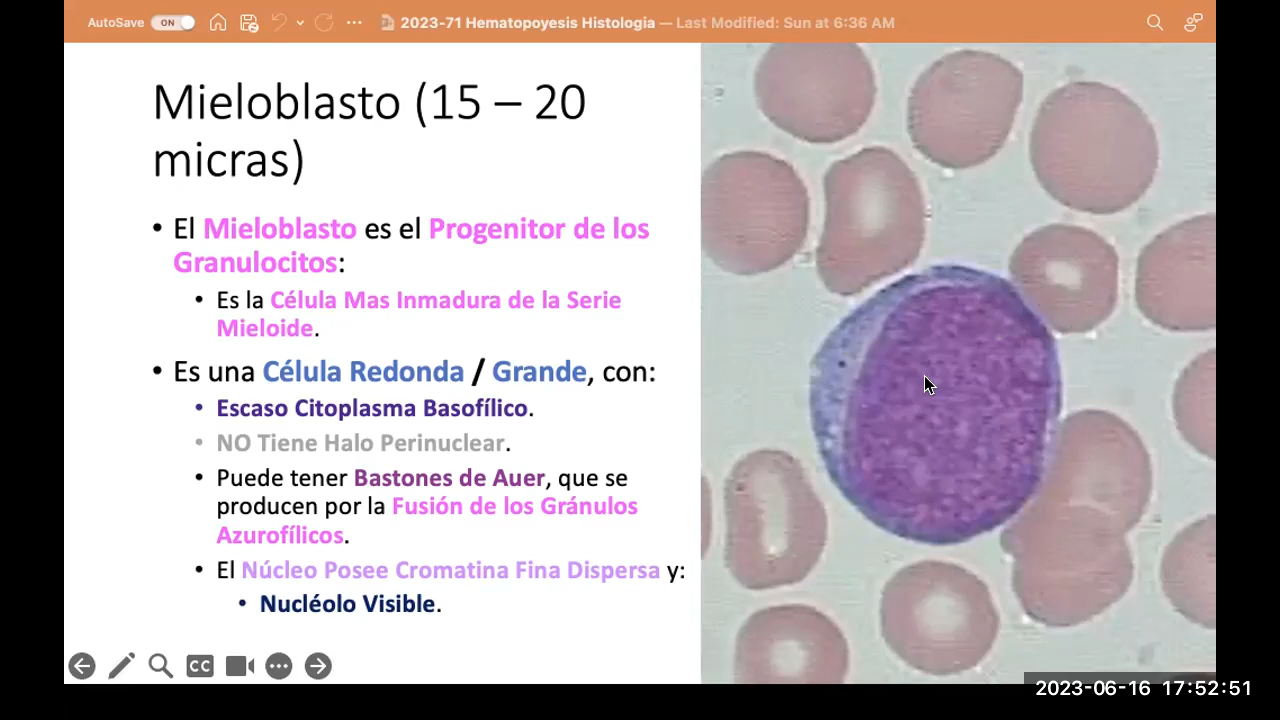 AutoSave ON 2023-71 Hematopoyesis Histologia — Last Modified: Sun at 6:36 AM
Mieloblasto (15 – 20
micras)
• El Mieloblasto es el Progenitor de los
Granulocitos:
• Es la Célula Mas Inmadura de la Serie
Mieloide.
• Es una Célula Redonda / Grande, con:
• Escaso Citoplasma Basofílico.
• NO Tiene Halo Perinuclear.
• Puede tener Bastones de Auer, que se
producen por la Fusión de los Gránulos
Azurofílicos.
• El Núcleo Posee Cromatina Fina Dispersa y:
• Nucléolo Visible.
CC
2023-06-16 17:52:51